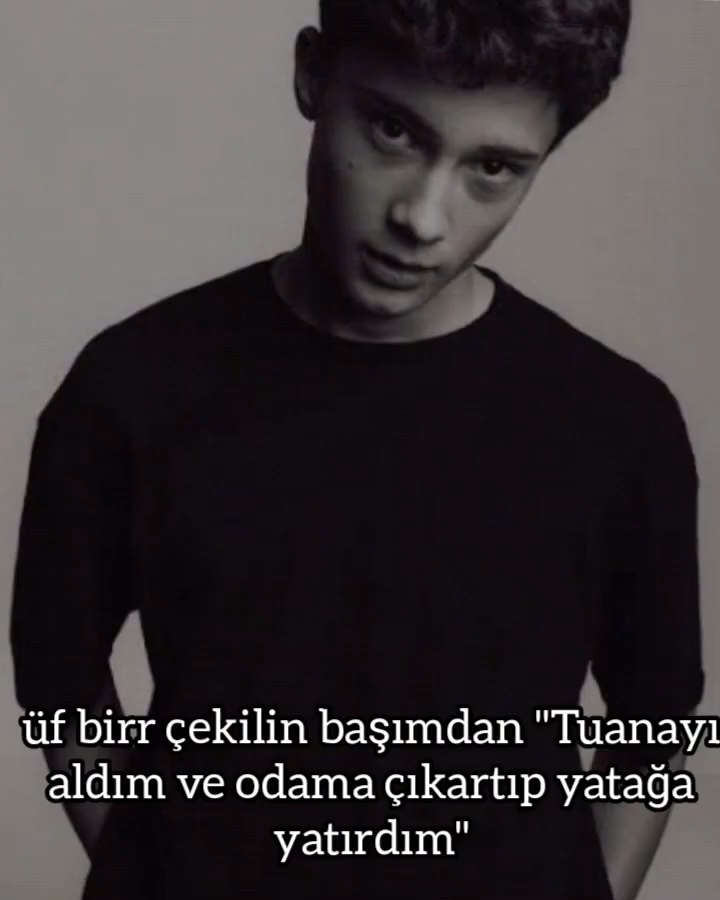 üf birr çekilin başımdan "Tuanayı
aldım ve odama çıkartıp yatağa
yatırdım"